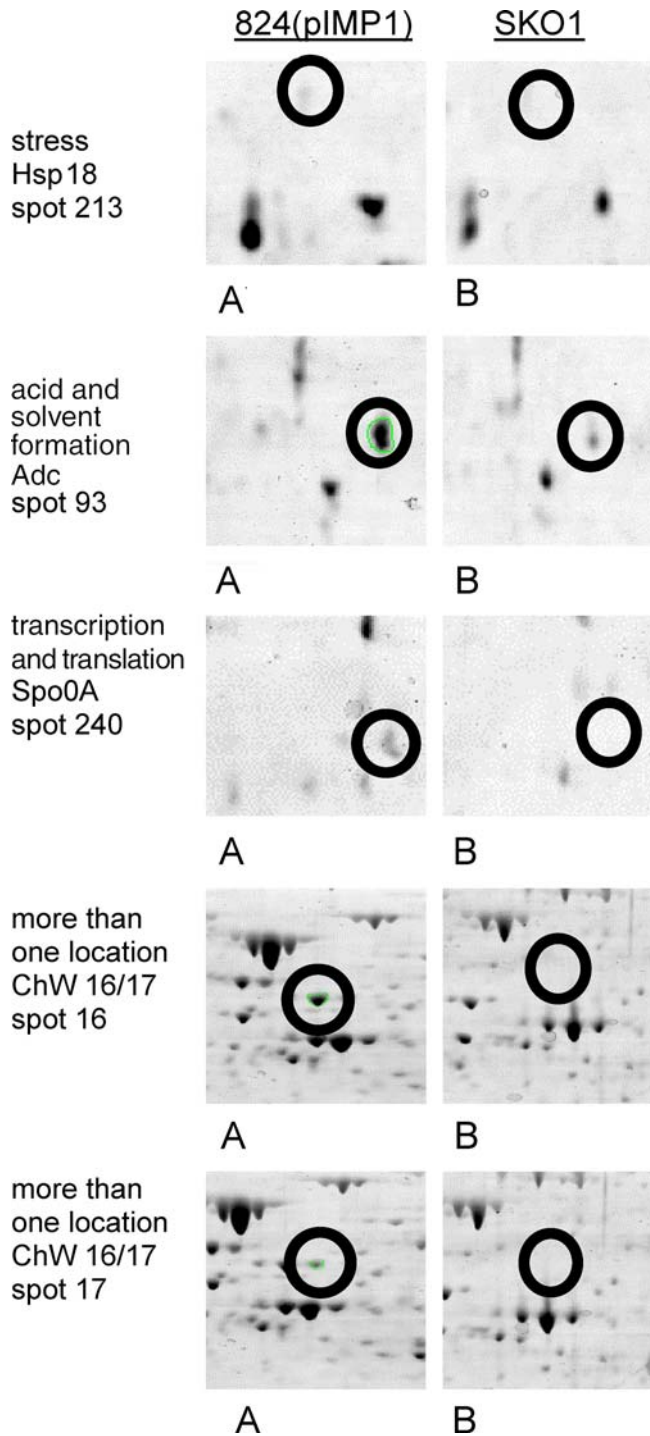 824(pIMP1) SKO1
stress
Hsp18
spot 213
A B
acid and
solvent
formation
Adc
spot 93
A B
transcription
and translation
Spo0A
spot 240
A B
more than
one location
ChW 16/17
spot 16
A B
more than
one location
ChW 16/17
spot 17
A B